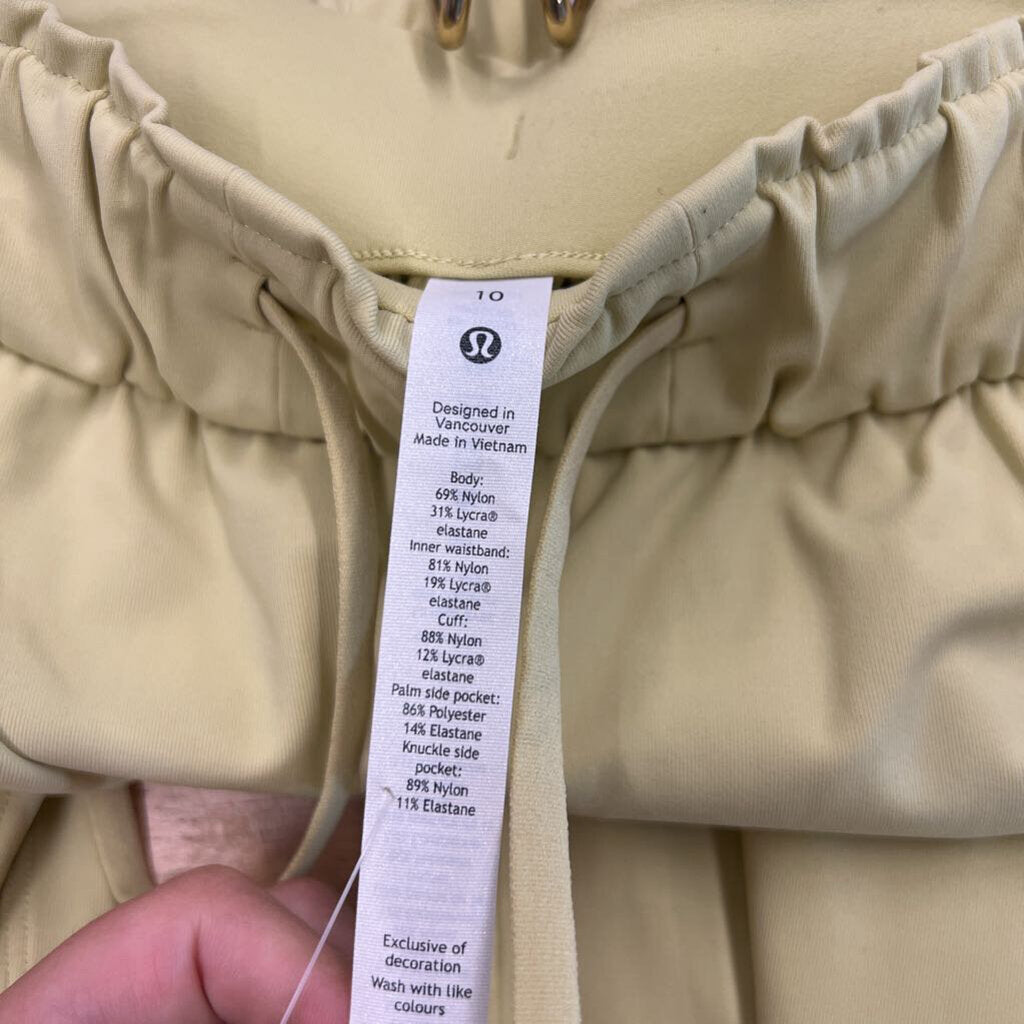 10
Designed in
Vancouver
Made in Vietnam
Body:
69% Nylon
31% Lycra®
elastane
Inner waistband:
81% Nylon
19% Lycra®
elastane
Cuff:
88% Nylon
12% Lycra®
elastane
Palm side pocket:
86% Polyester
14% Elastane
Knuckle side
pocket:
89% Nylon
11% Elastane
Exclusive of
decoration
Wash with like
colours